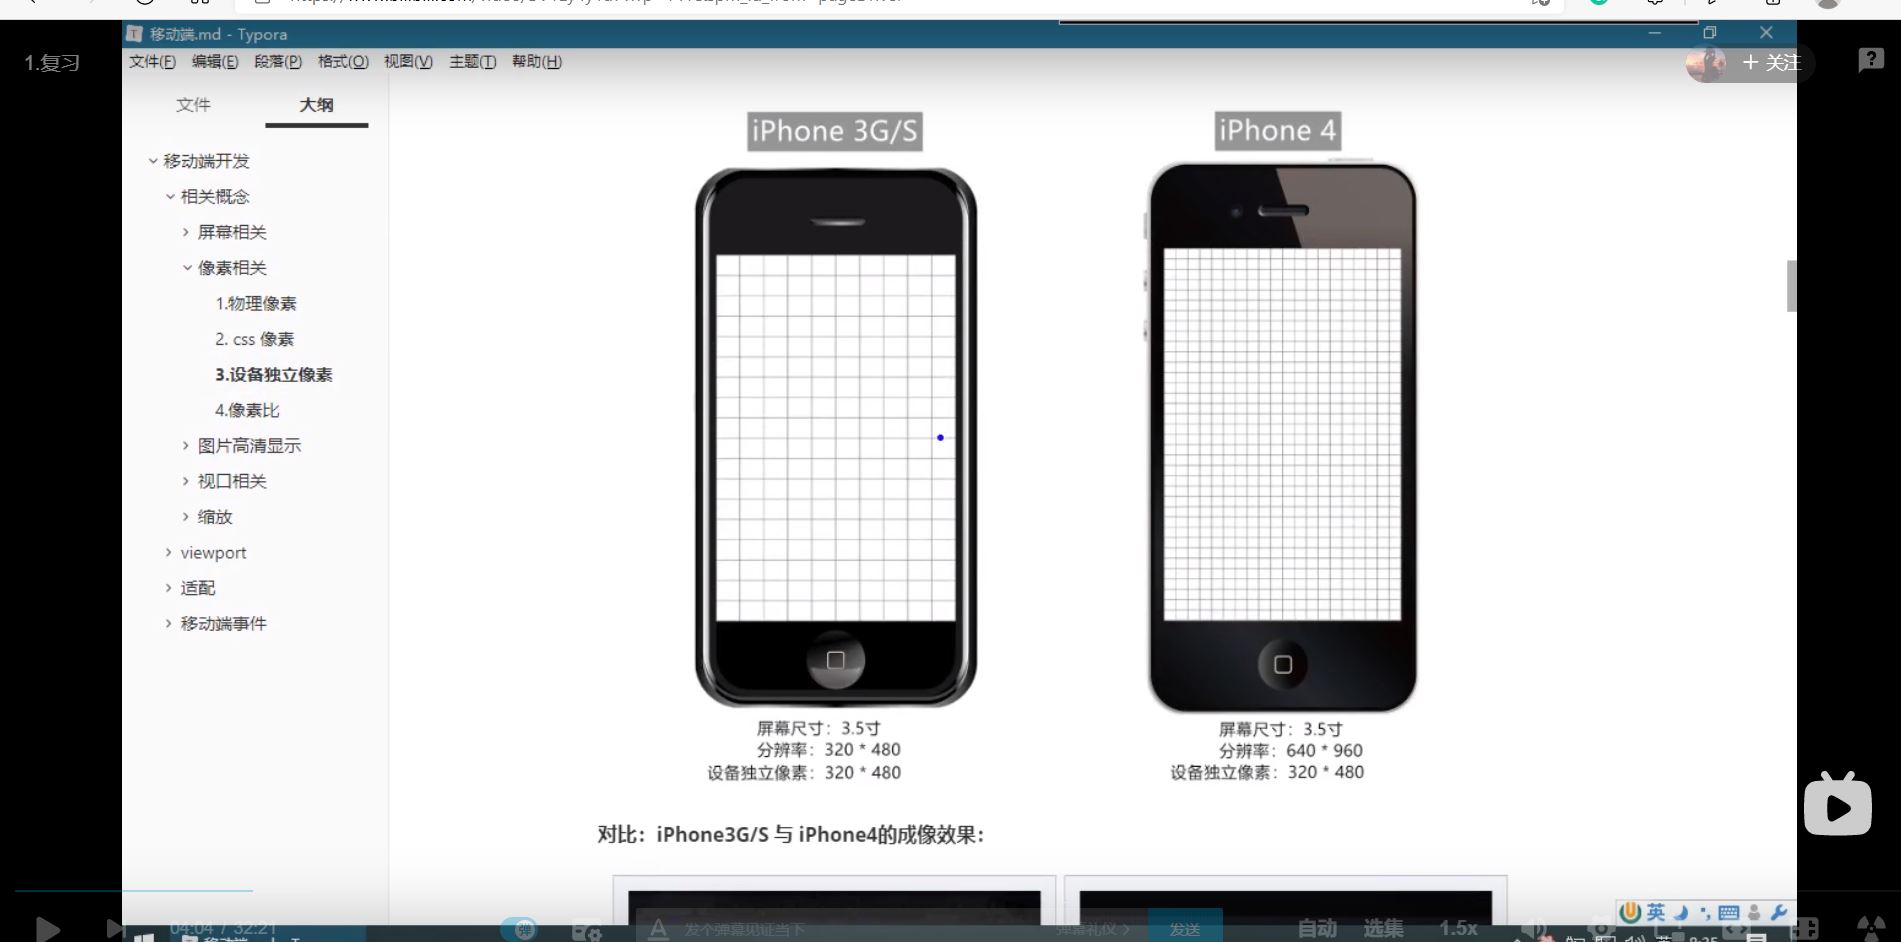 1.复习
移动端.md - Typora
文件(F) 编辑(E) 段落(P) 格式(O) 视图(V) 主题(T) 帮助(H)
+ 关注
文件 大纲
移动端开发
相关概念
屏幕相关
像素相关
1.物理像素
2. css 像素
3.设备独立像素
4.像素比
图片高清显示
视口相关
缩放
viewport
适配
移动端事件
iPhone 3G/S
iPhone 4
屏幕尺寸：3.5寸
分辨率：320 * 480
设备独立像素：320 * 480
屏幕尺寸：3.5寸
分辨率：640 * 960
设备独立像素：320 * 480
对比：iPhone3G/S 与 iPhone4的成像效果：
英
04:04 / 32:21
弹
发个弹幕见证当下
弹幕礼仪 >
发送
自动 选集 1.5x